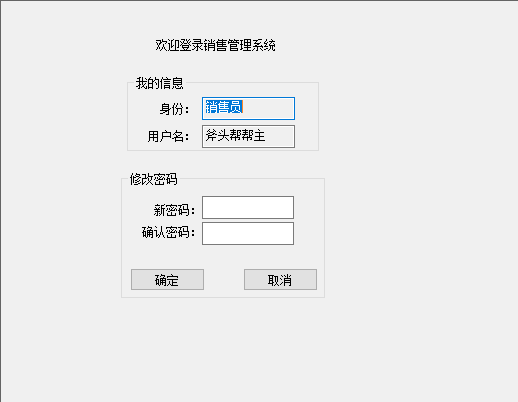 欢迎登录销售管理系统
我的信息
身份： 销售员
用户名： 斧头帮帮主
修改密码
新密码：
确认密码：
确定 取消